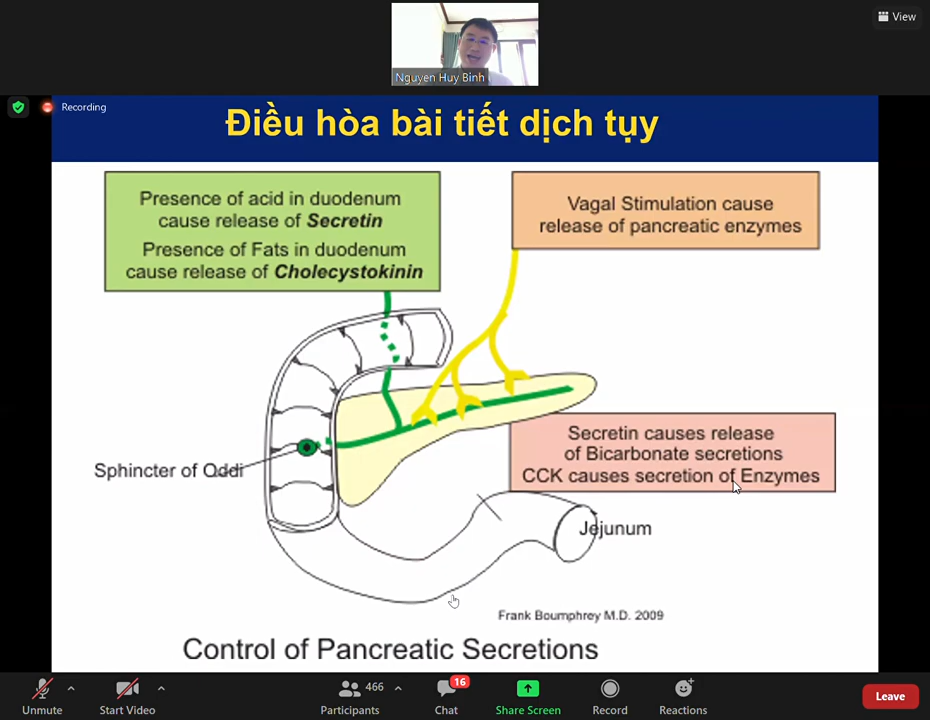 View
Nguyen Huy Binh
Recording
Điều hòa bài tiết dịch tụy
Presence of acid in duodenum
cause release of Secretin
Presence of Fats in duodenum
cause release of Cholecystokinin
Vagal Stimulation cause
release of pancreatic enzymes
Secretin causes release
of Bicarbonate secretions
CCK causes secretion of Enzymes
Sphincter of Oddi
Jejunum
Frank Boumphrey M.D. 2009
Control of Pancreatic Secretions
Unmute
Start Video
466
Participants
16
Chat
Share Screen
Record
Reactions
Leave